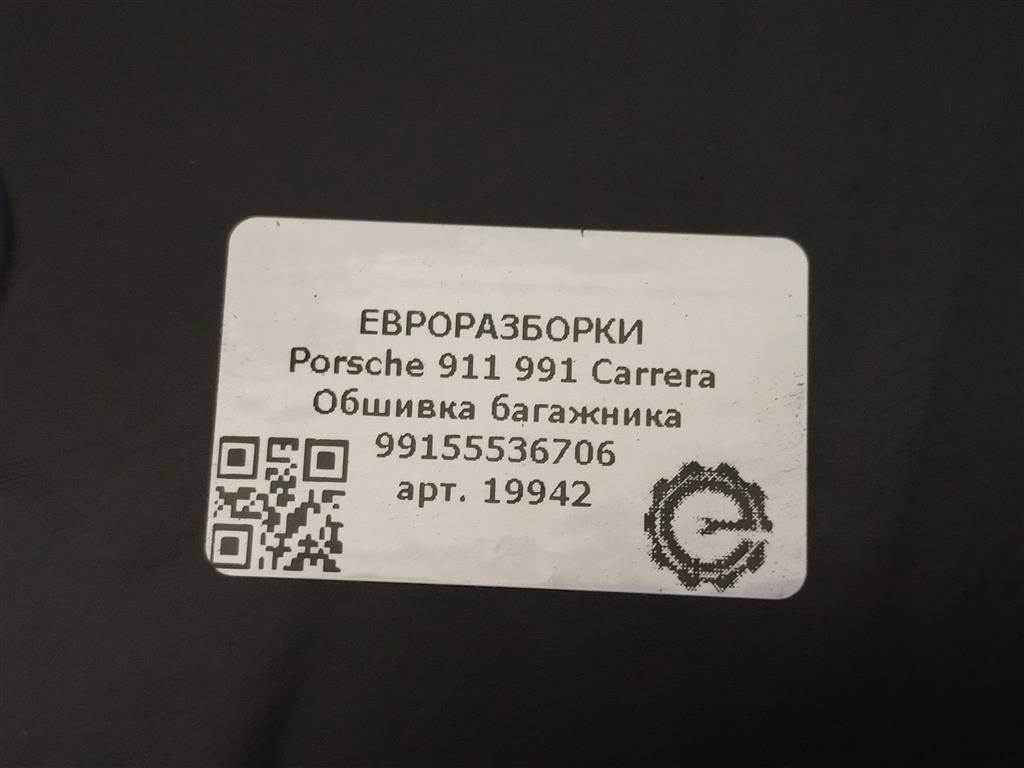 ЕВРОРАЗБОРКИ
Porsche 911 991 Carrera
Обшивка багажника
99155536706
арт. 19942